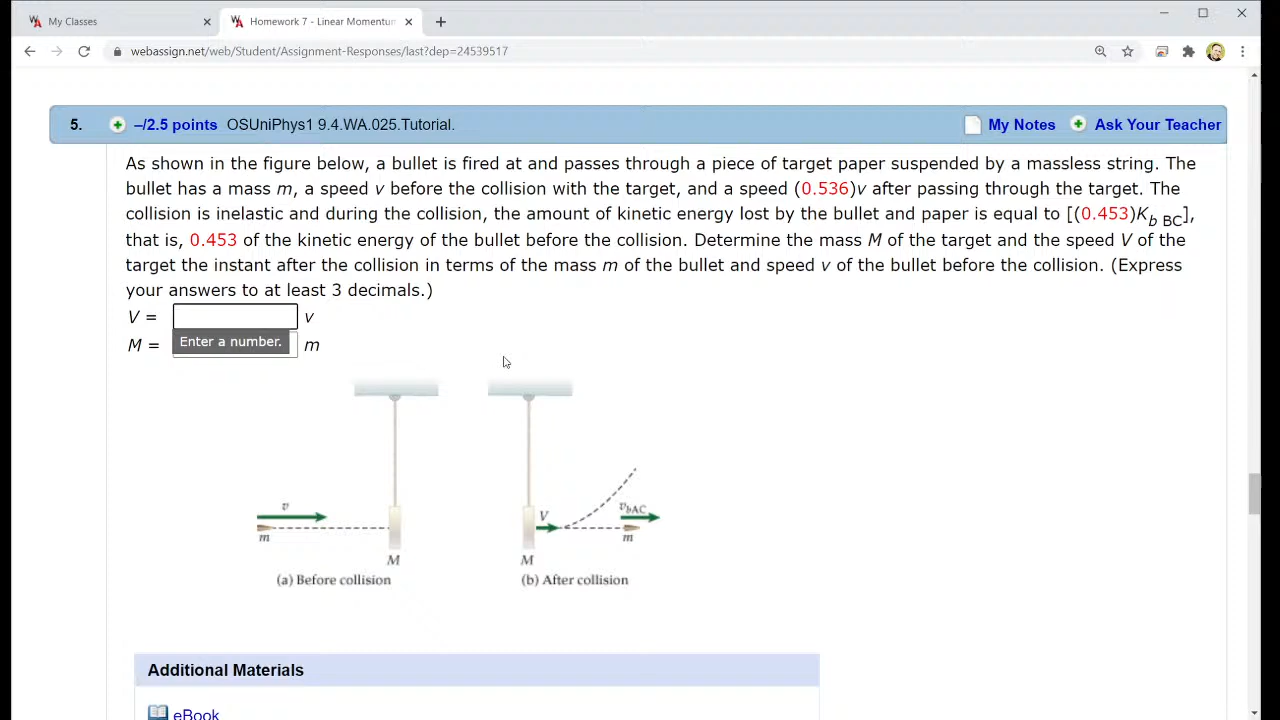 My Classes
Homework 7 - Linear Momentum
webassign.net/web/Student/Assignment-Responses/last?dep=24539517
5. –/2.5 points OSUniPhys1 9.4.WA.025.Tutorial. My Notes Ask Your Teacher
As shown in the figure below, a bullet is fired at and passes through a piece of target paper suspended by a massless string. The
bullet has a mass m, a speed v before the collision with the target, and a speed (0.536)v after passing through the target. The
collision is inelastic and during the collision, the amount of kinetic energy lost by the bullet and paper is equal to [(0.453)Kb BC],
that is, 0.453 of the kinetic energy of the bullet before the collision. Determine the mass M of the target and the speed V of the
target the instant after the collision in terms of the mass m of the bullet and speed v of the bullet before the collision. (Express
your answers to at least 3 decimals.)
V = v
Enter a number.
M = m
v
m
M
(a) Before collision
V
vbAC
m
M
(b) After collision
Additional Materials
eBook